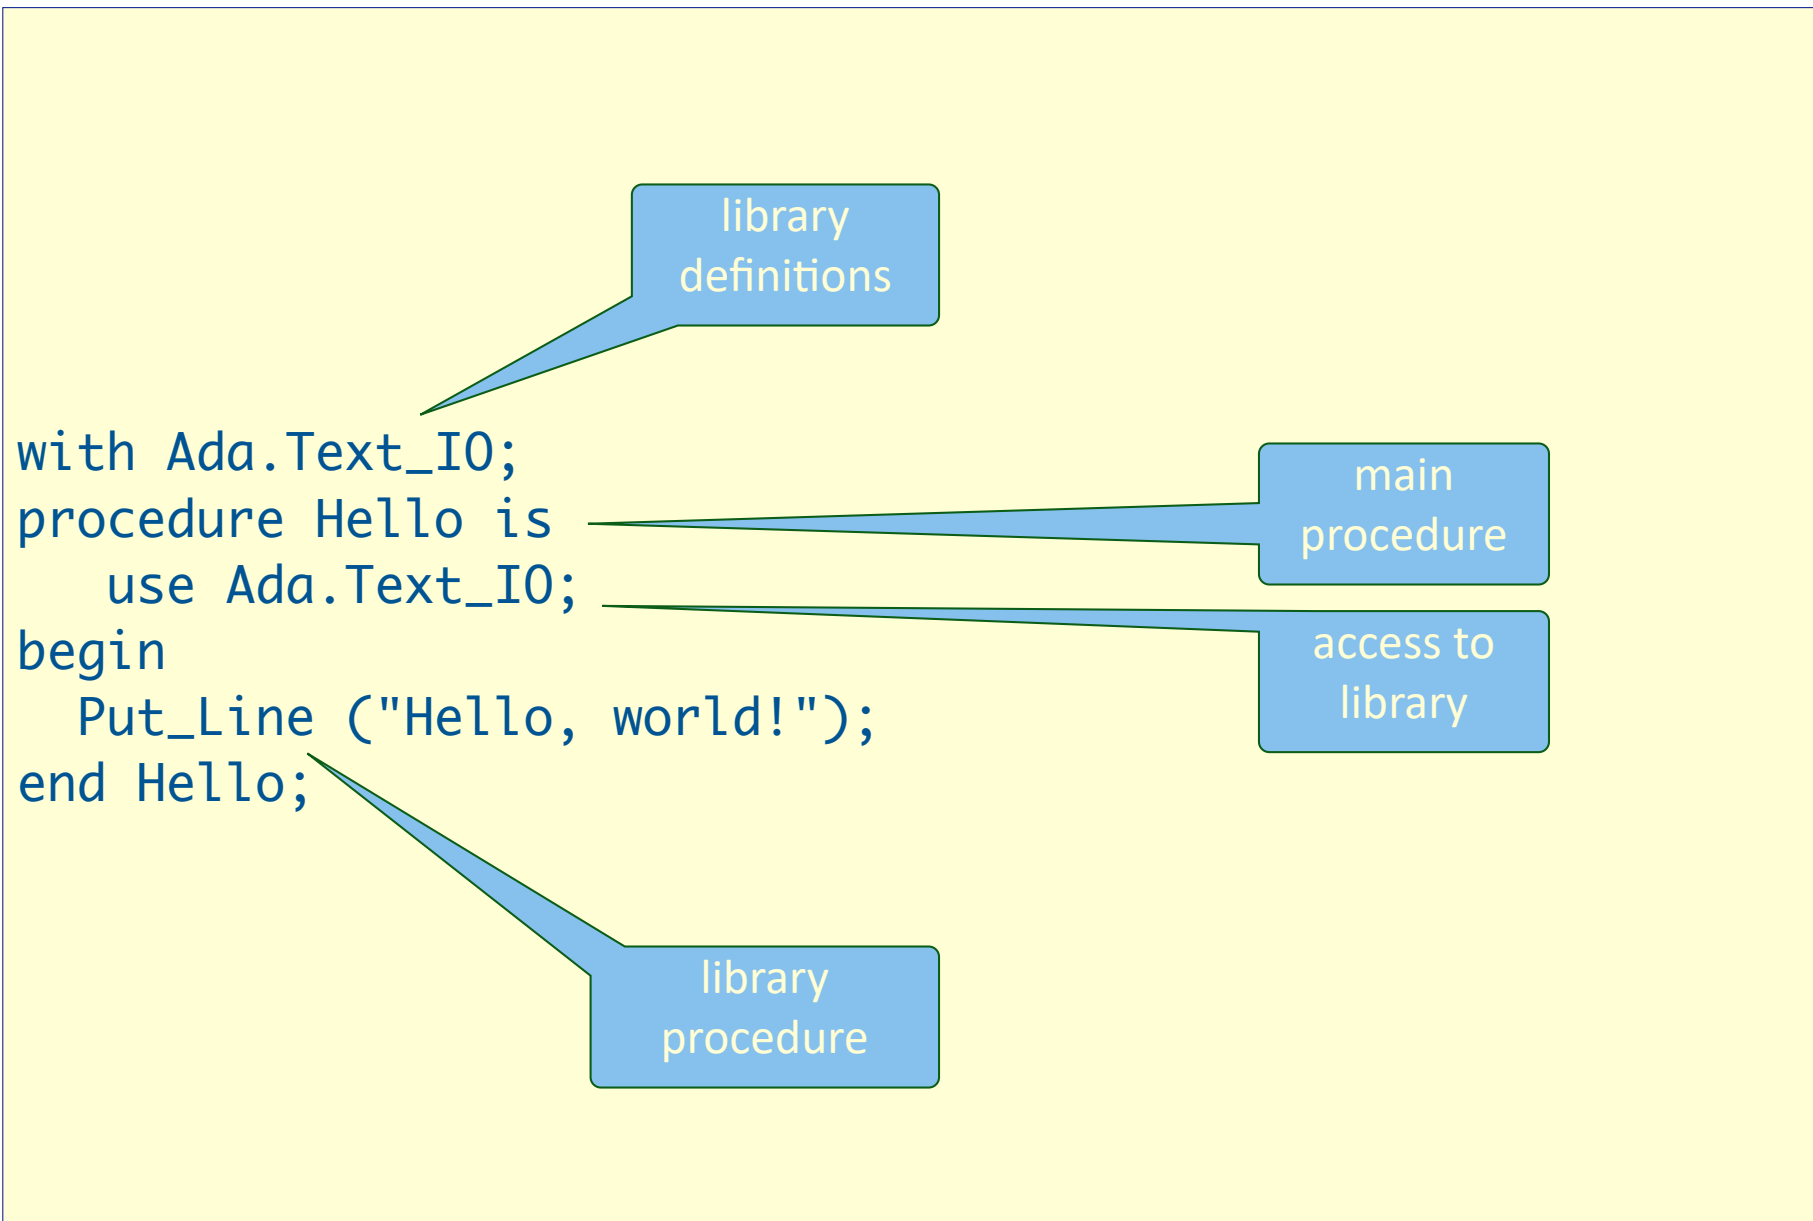 library
definitions
with Ada.Text_IO;
procedure Hello is
   use Ada.Text_IO;
begin
  Put_Line ("Hello, world!");
end Hello;
main
procedure
access to
library
library
procedure